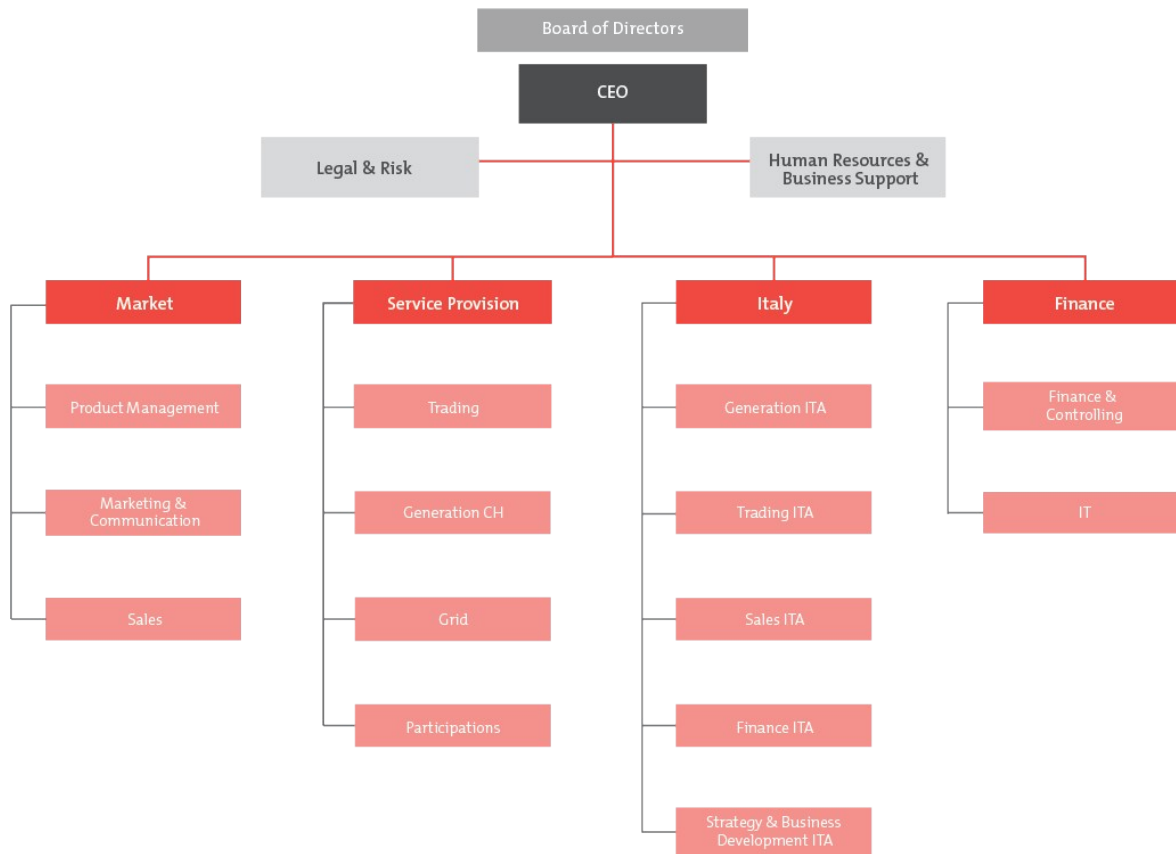 Board of Directors
CEO
Legal & Risk
Human Resources &
Business Support
Market
Service Provision
Italy
Finance
Product Management
Trading
Generation ITA
Finance &
Controlling
Marketing &
Communication
Generation CH
Trading ITA
IT
Sales
Grid
Sales ITA
Participations
Finance ITA
Strategy & Business
Development ITA